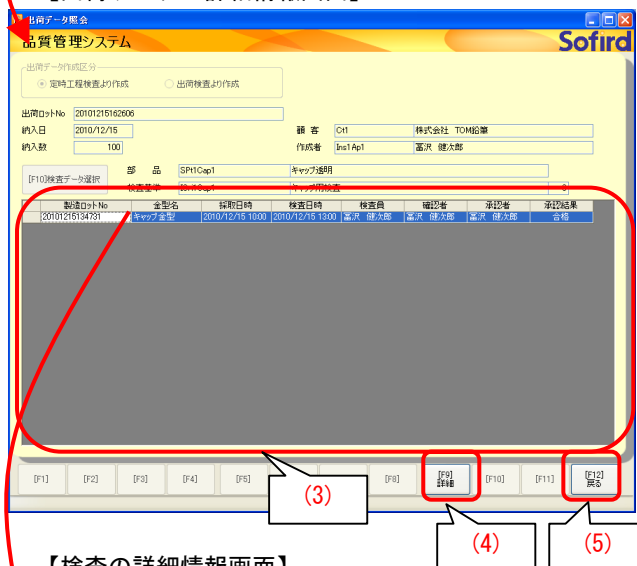 出荷データ照会
品質管理システム
Sofird
出荷データ作成区分
定時工程検査より作成 出荷検査より作成
出荷ロットNo 20101215162606
納入日 2010/12/15 顧 客 Ct1 株式会社 TOM鉛筆
納入数 100 作成者 Ins1Ap1 冨沢 健次郎
[F10]検査データ選択 部 品 SPt1Cap1 キャップ透明
検査基準 キャップ用検査
製造ロットNo 金型名 採取日時 検査日時 検査員 確認者 承認者 承認結果
20101215134731 キャップ金型 2010/12/15 10:00 2010/12/15 13:00 冨沢 健次郎 冨沢 健次郎 冨沢 健次郎 合格
[F1] [F2] [F3] [F4] [F5] [F8] [F9]詳細 [F10] [F11] [F12]戻る
(3)
(4) (5)
【検査の詳細情報画面】